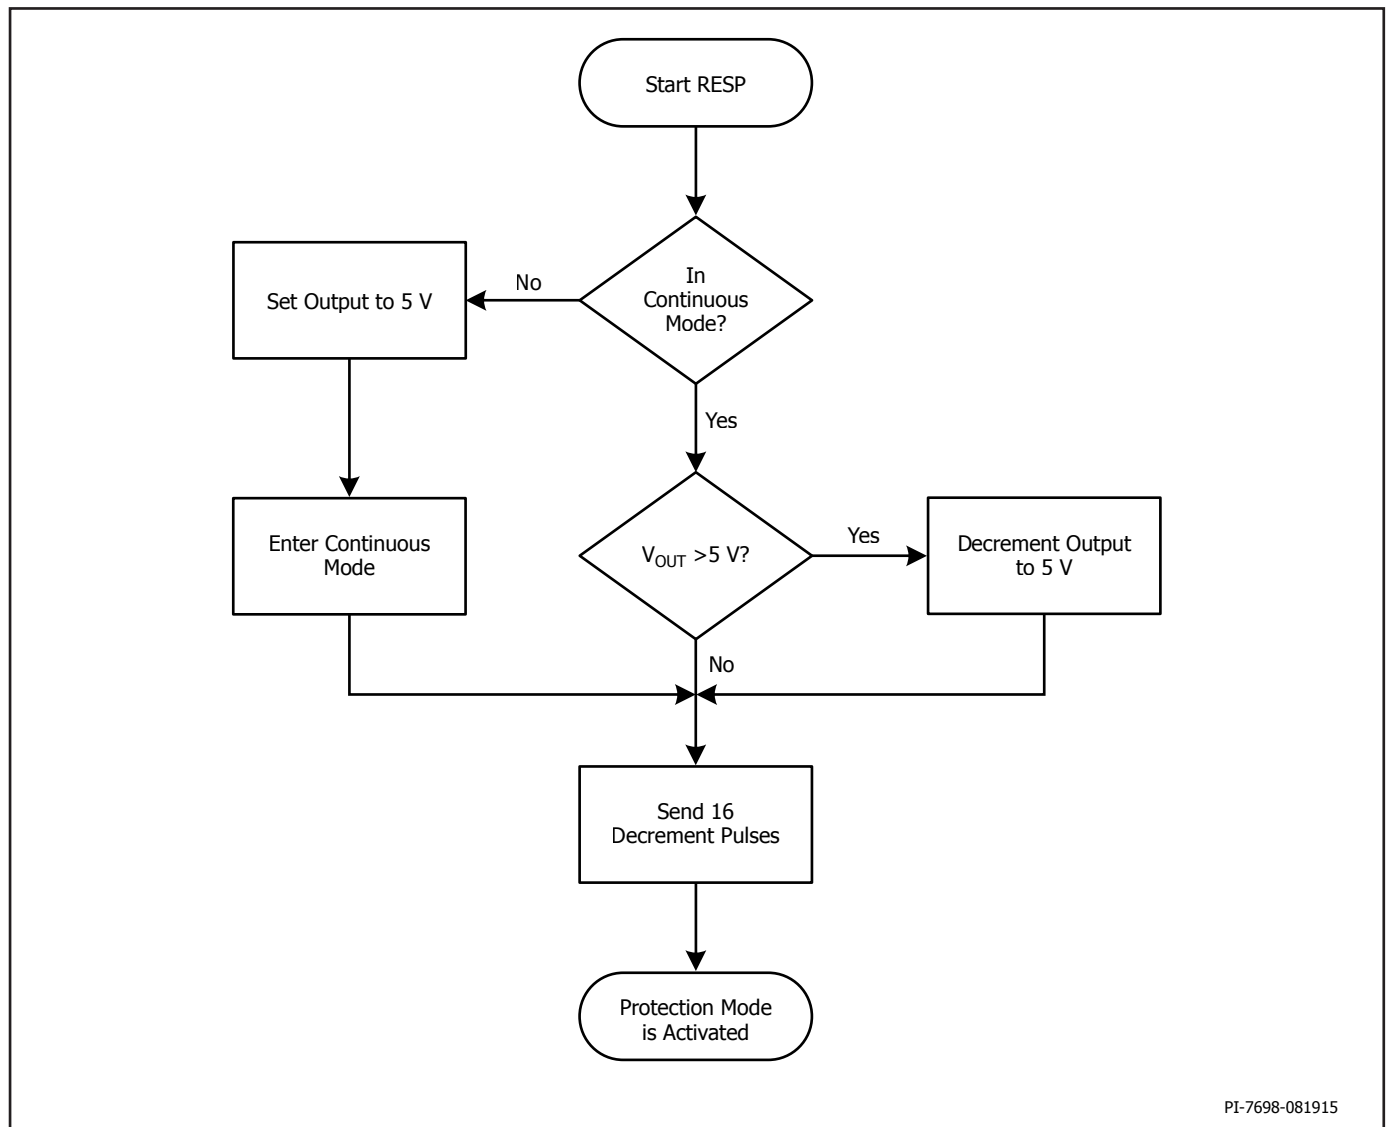 Start RESP
In
Continuous
Mode?
No
Set Output to 5 V
Yes
Enter Continuous
Mode
V_OUT >5 V?
Yes
Decrement Output
to 5 V
No
Send 16
Decrement Pulses
Protection Mode
is Activated
PI-7698-081915